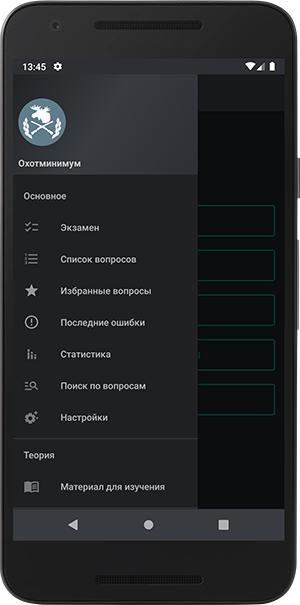 13:45
Охотминимум
Основное
Экзамен
Список вопросов
Избранные вопросы
Последние ошибки
Статистика
Поиск по вопросам
Настройки
Теория
Материал для изучения